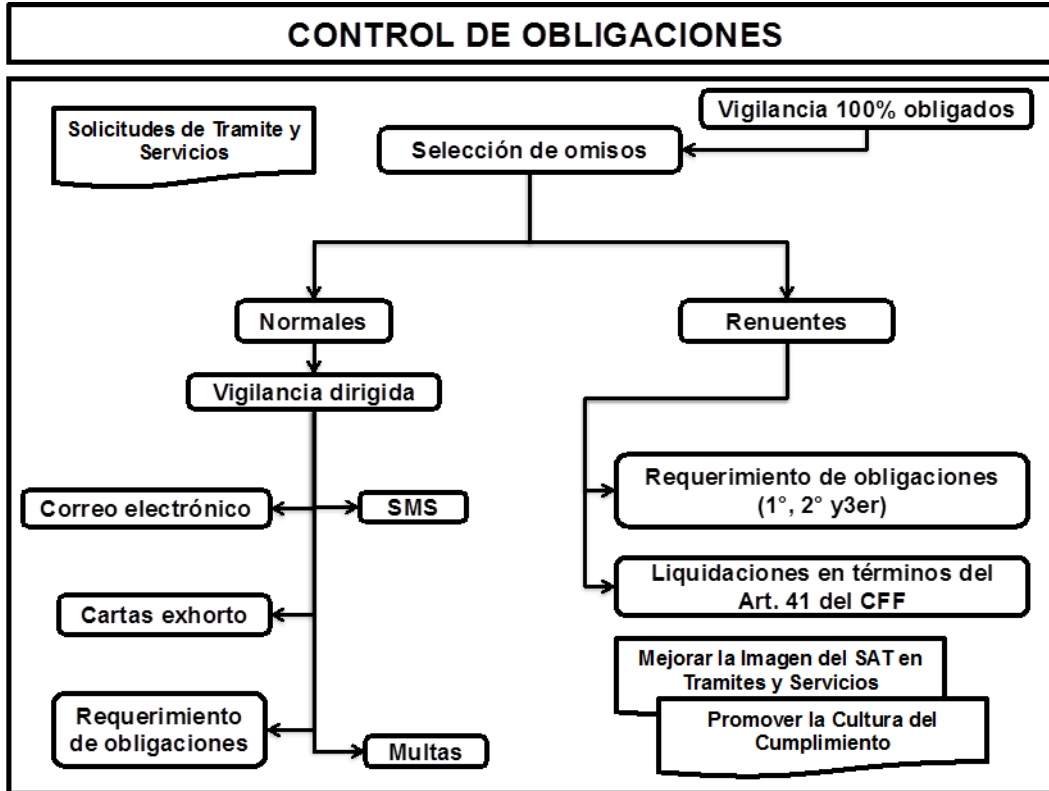 CONTROL DE OBLIGACIONES
Solicitudes de Tramite y
Servicios
Vigilancia 100% obligados
Selección de omisos
Normales
Renuentes
Vigilancia dirigida
Correo electrónico
SMS
Cartas exhorto
Requerimiento
de obligaciones
Multas
Requerimiento de obligaciones
(1°, 2° y3er)
Liquidaciones en términos del
Art. 41 del CFF
Mejorar la Imagen del SAT en
Tramites y Servicios
Promover la Cultura del
Cumplimiento